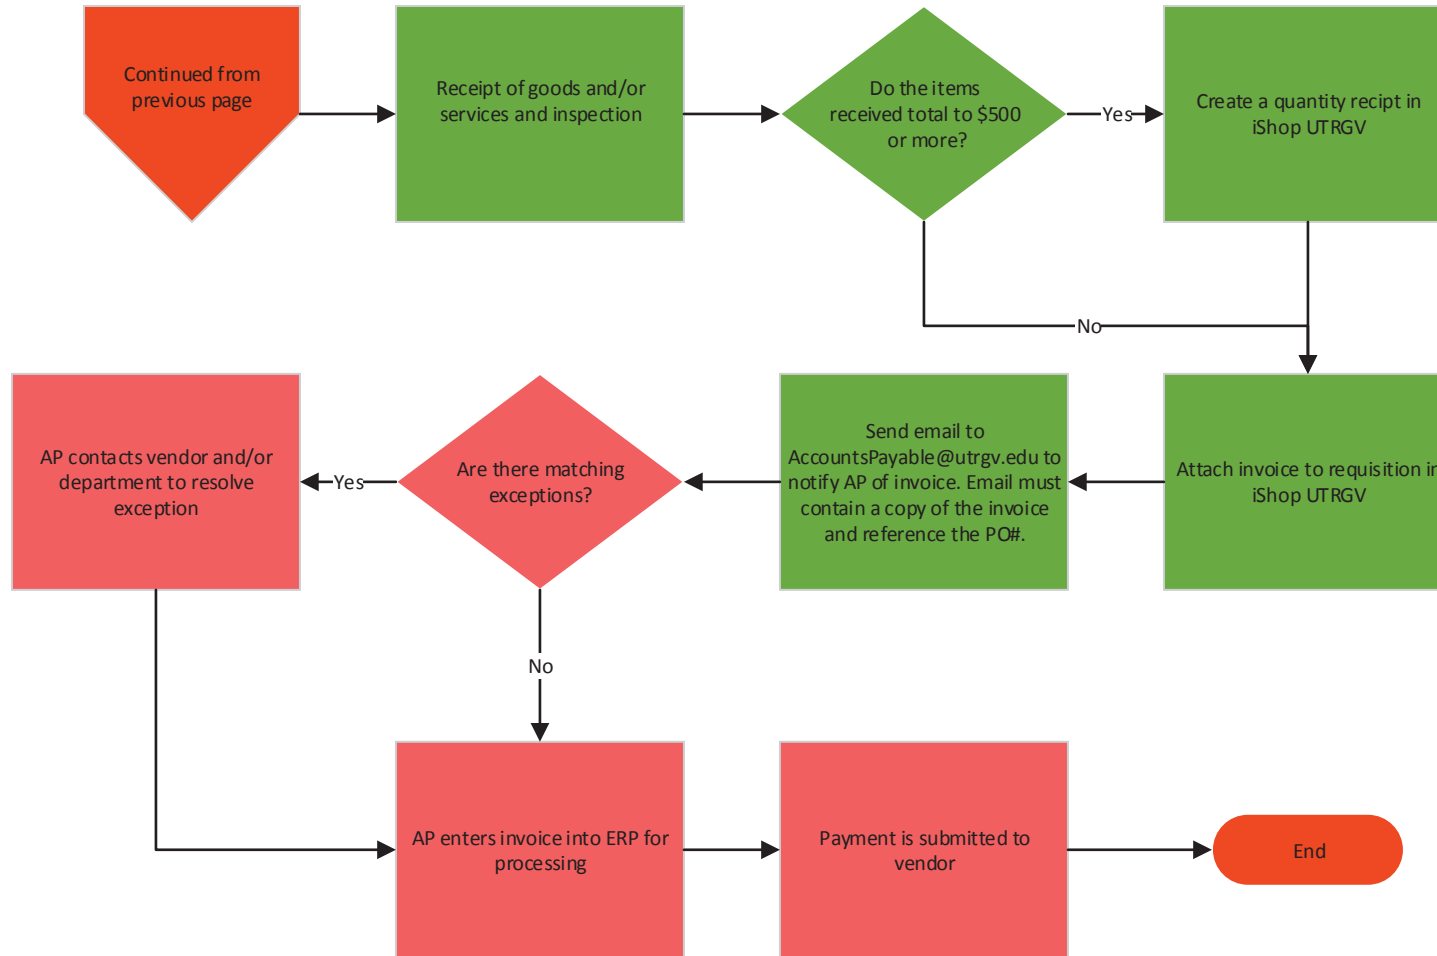 Continued from
previous page
Receipt of goods and/or
services and inspection
Do the items
received total to $500
or more?
Yes
Create a quantity recipt in
iShop UTRGV
No
AP contacts vendor and/or
department to resolve
exception
Yes
Are there matching
exceptions?
Send email to
AccountsPayable@utrgv.edu to
notify AP of invoice. Email must
contain a copy of the invoice
and reference the PO#.
Attach invoice to requisition in
iShop UTRGV
No
AP enters invoice into ERP for
processing
Payment is submitted to
vendor
End